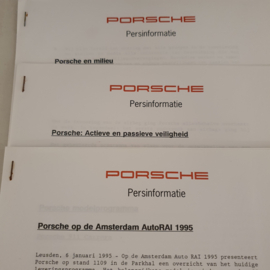 PORSCHE
Persinformatie
Porsche en milieu
PORSCHE
Persinformatie
Porsche: Actieve en passieve veiligheid
PORSCHE
Persinformatie
Porsche op de Amsterdam AutoRAI 1995
Leusden, 6 januari 1995 - Op de Amsterdam Auto RAI 1995 presenteert
Porsche op stand 1109 in de Parkhal een overzicht van het huidige